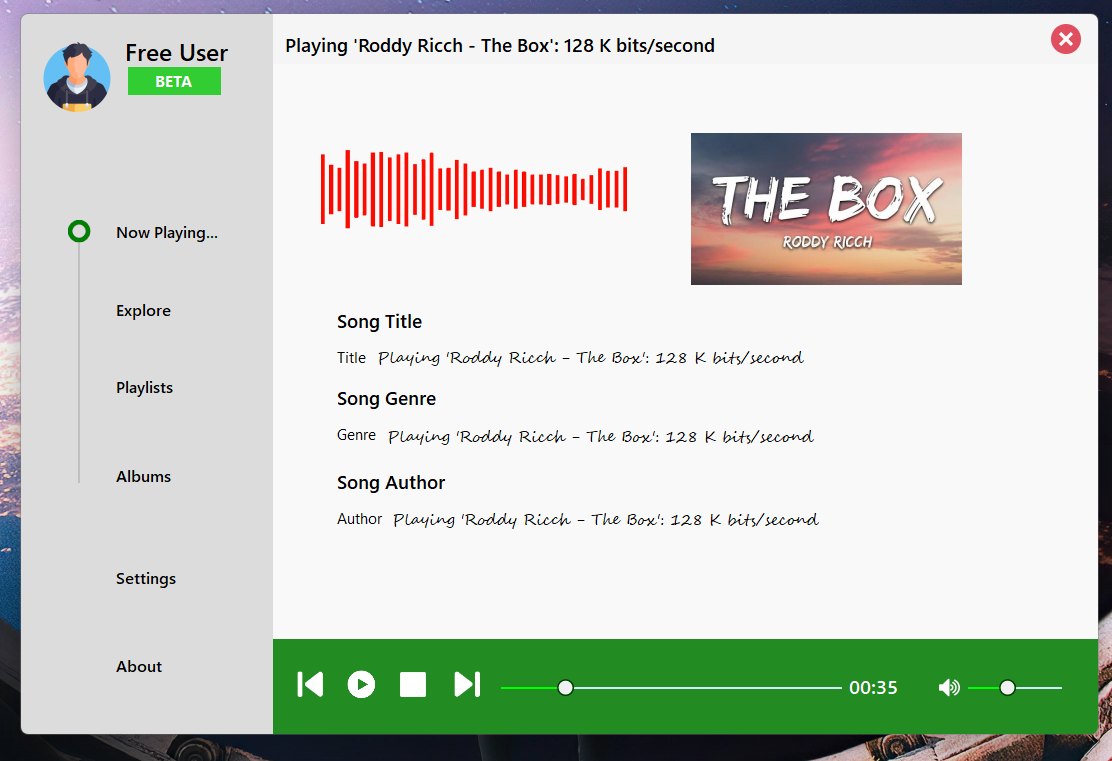 Free User
BETA
Playing 'Roddy Ricch - The Box': 128 K bits/second
Now Playing...
Explore
Playlists
Albums
Settings
About
THE BOX
RODDY RICCH
Song Title
Title Playing 'Roddy Ricch - The Box': 128 K bits/second
Song Genre
Genre Playing 'Roddy Ricch - The Box': 128 K bits/second
Song Author
Author Playing 'Roddy Ricch - The Box': 128 K bits/second
00:35